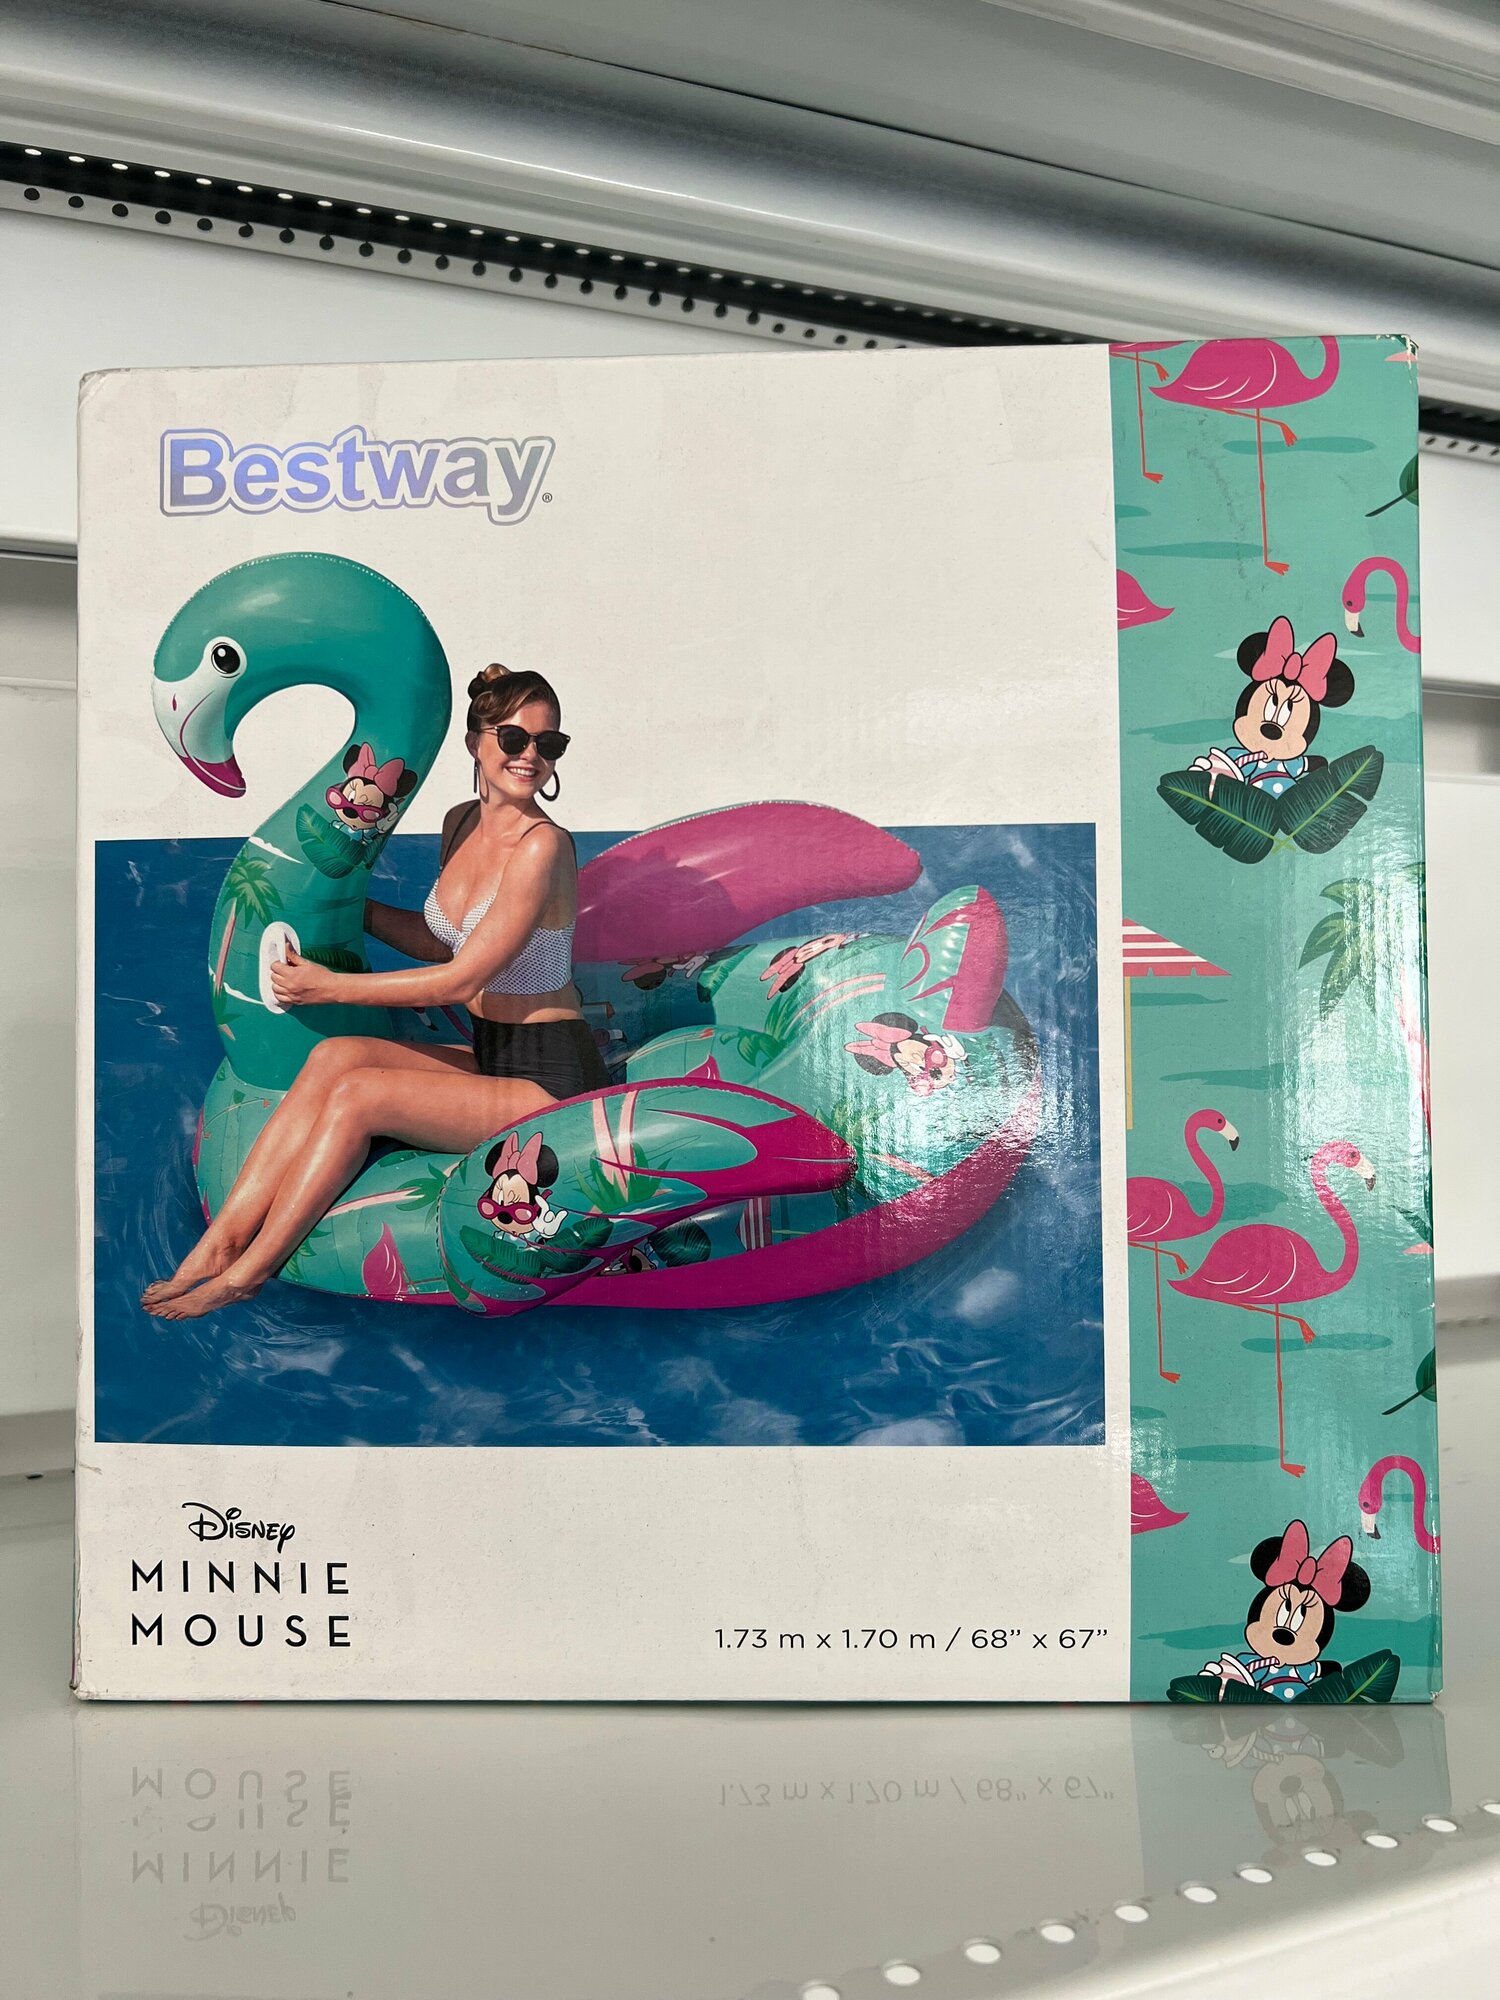 Bestway®
Disney
MINNIE
MOUSE
1.73 m x 1.70 m / 68” x 67”